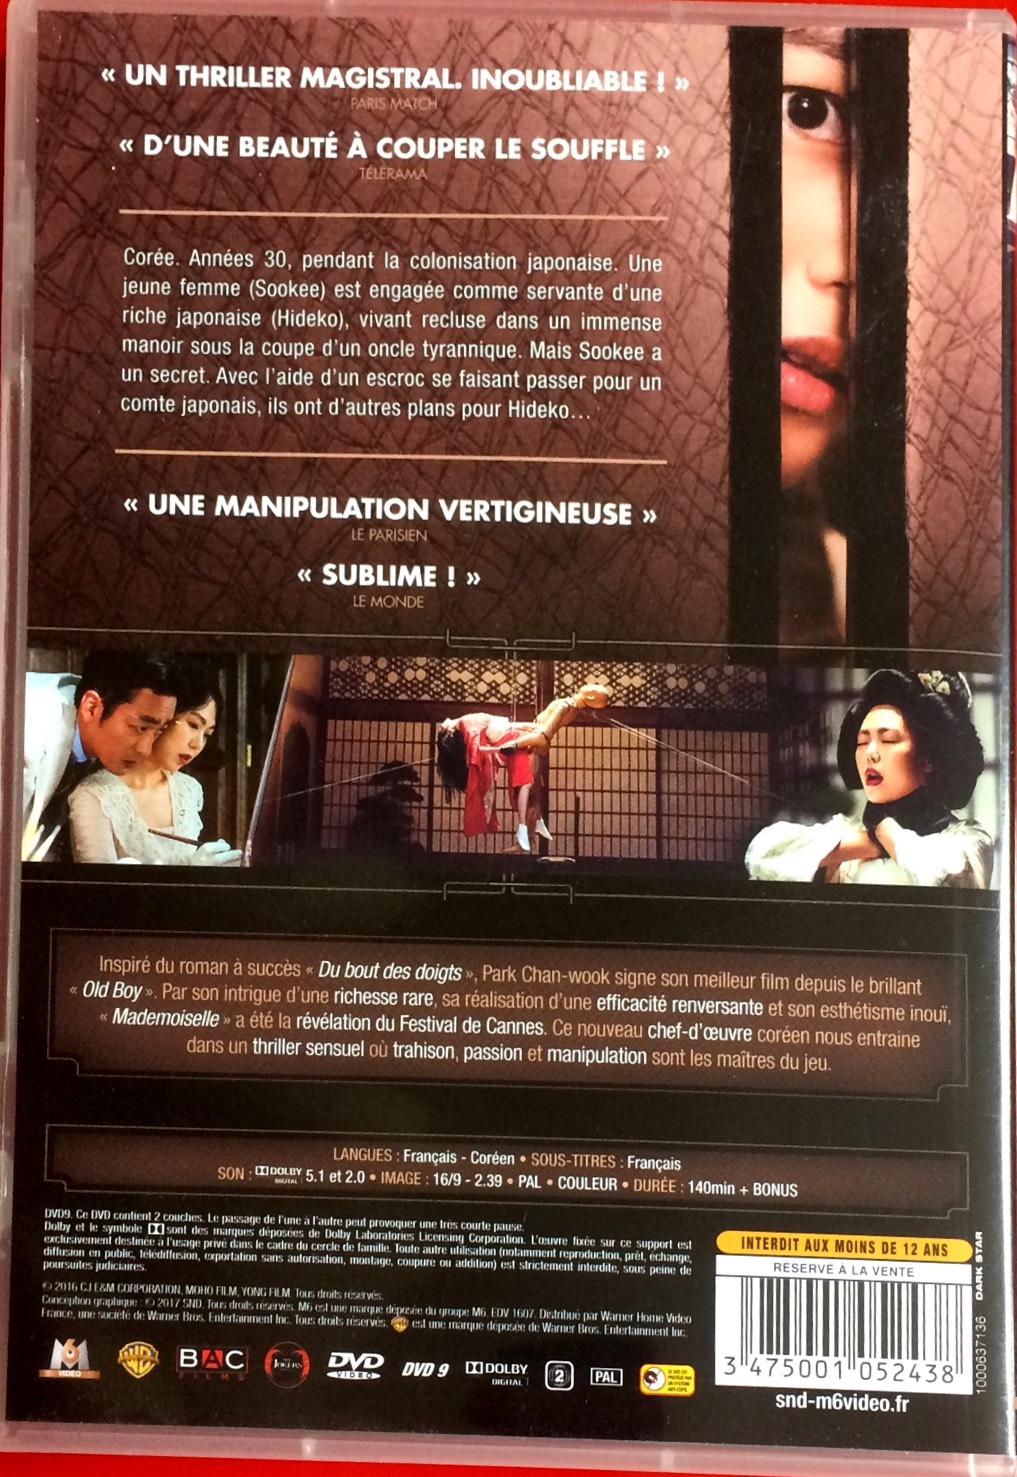 « UN THRILLER MAGISTRAL. INOUBLIABLE ! »
PARIS MATCH
« D'UNE BEAUTÉ À COUPER LE SOUFFLE »
TÉLÉRAMA
Corée. Années 30, pendant la colonisation japonaise. Une
jeune femme (Sookee) est engagée comme servante d'une
riche japonaise (Hideko), vivant recluse dans un immense
manoir sous la coupe d'un oncle tyrannique. Mais Sookee a
un secret. Avec l'aide d'un escroc se faisant passer pour un
comte japonais, ils ont d'autres plans pour Hideko...
« UNE MANIPULATION VERTIGINEUSE »
LE PARISIEN
« SUBLIME ! »
LE MONDE
Inspiré du roman à succès « Du bout des doigts », Park Chan-wook signe son meilleur film depuis le brillant
« Old Boy ». Par son intrigue d'une richesse rare, sa réalisation d'une efficacité renversante et son esthétisme inouï,
« Mademoiselle » a été la révélation du Festival de Cannes. Ce nouveau chef-d'œuvre coréen nous entraine
dans un thriller sensuel où trahison, passion et manipulation sont les maîtres du jeu.
LANGUES : Français - Coréen • SOUS-TITRES : Français
SON : DOLBY DIGITAL 5.1 et 2.0 • IMAGE : 16/9 - 2.39 • PAL • COULEUR • DURÉE : 140min + BONUS
DVD9. Ce DVD contient 2 couches. Le passage de l'une à l'autre peut provoquer une très courte pause.
Dolby et le symbole DD sont des marques déposées de Dolby Laboratories Licensing Corporation. L'œuvre fixée sur ce support est
exclusivement destinée à l'usage privé dans le cadre du cercle de famille. Toute autre utilisation (notamment reproduction, prêt, échange,
diffusion en public, télédiffusion, exportation sans autorisation, montage, coupure ou addition) est strictement interdite, sous peine de
poursuites judiciaires.
© 2016 CJ E&M CORPORATION, MOHO FILM, YONG FILM. Tous droits réservés.
Conception graphique : © 2017 SND. Tous droits réservés. M6 est une marque déposée du groupe M6. EDV 1607. Distribué par Warner Home Video
France, une société de Warner Bros. Entertainment Inc. Tous droits réservés. WB est une marque déposée de Warner Bros. Entertainment Inc.
M6 VIDEO
WB
BAC FILMS
THE JOKERS
DVD VIDEO
DVD 9
DOLBY DIGITAL
2
PAL
INTERDIT AUX MOINS DE 12 ANS
RÉSERVÉ À LA VENTE
3 475001 052438
snd-m6video.fr
1000637136 DARK STAR